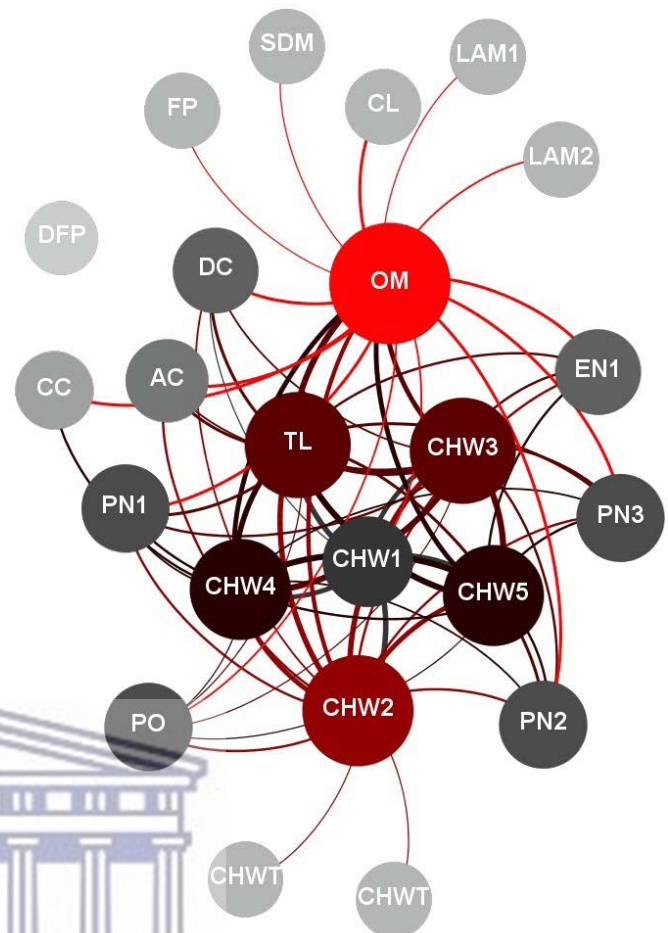 SDM
LAM1
FP
CL
LAM2
DFP
DC
OM
CC
AC
EN1
TL
CHW3
PN1
PN3
CHW1
CHW4
CHW5
PO
CHW2
PN2
CHWT
CHWT